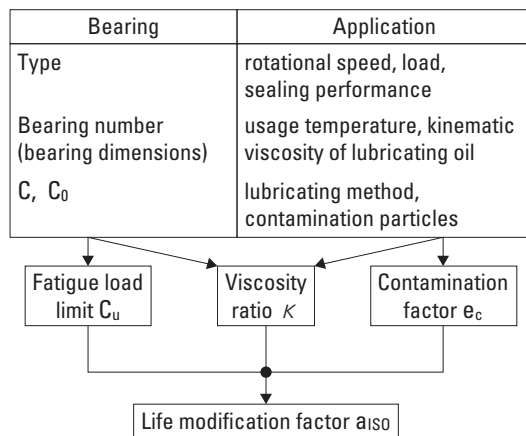 Bearing
Application
Type
rotational speed, load,
sealing performance
Bearing number
(bearing dimensions)
usage temperature, kinematic
viscosity of lubricating oil
C, C₀
lubricating method,
contamination particles
Fatigue load
limit Cᵤ
Viscosity
ratio κ
Contamination
factor e꜀
Life modification factor aISO